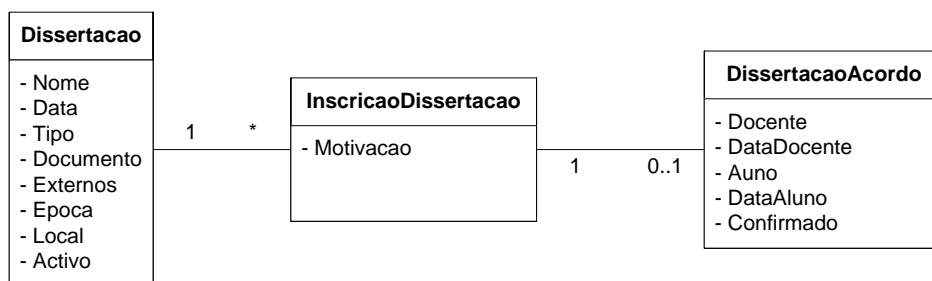 Dissertacao
- Nome
- Data
- Tipo
- Documento
- Externos
- Epoca
- Local
- Activo
1
*
InscricaoDissertacao
- Motivacao
1
0..1
DissertacaoAcordo
- Docente
- DataDocente
- Auno
- DataAluno
- Confirmado